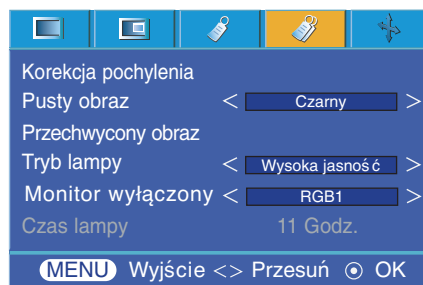 Korekcja pochylenia
Pusty obraz < Czarny >
Przechwycony obraz
Tryb lampy < Wysoka jasność >
Monitor wyłączony < RGB1 >
Czas lampy 11 Godz.
MENU Wyjście <> Przesuń ⊙ OK